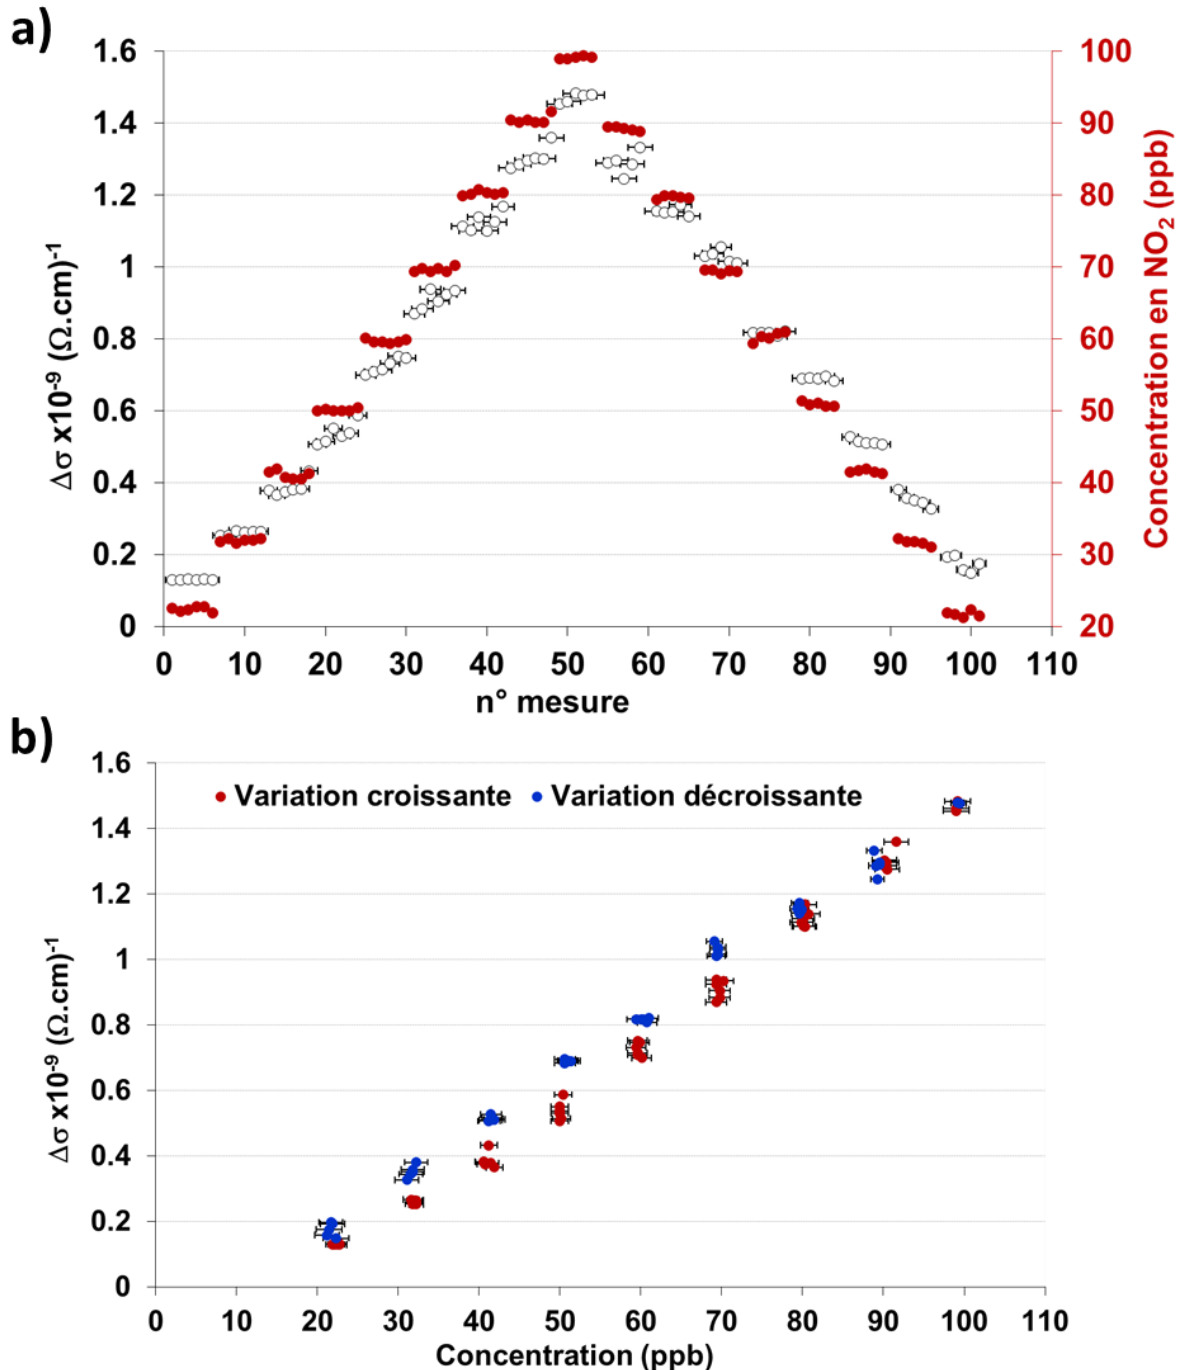 a)
1.6
1.4
1.2
1
0.8
0.6
0.4
0.2
0
Δσ x10-9 (Ω.cm)-1
100
90
80
70
60
50
40
30
20
Concentration en NO2 (ppb)
0 10 20 30 40 50 60 70 80 90 100 110
n° mesure
b)
1.6
1.4
1.2
1
0.8
0.6
0.4
0.2
0
Δσ x10-9 (Ω.cm)-1
Variation croissante Variation décroissante
0 10 20 30 40 50 60 70 80 90 100 110
Concentration (ppb)